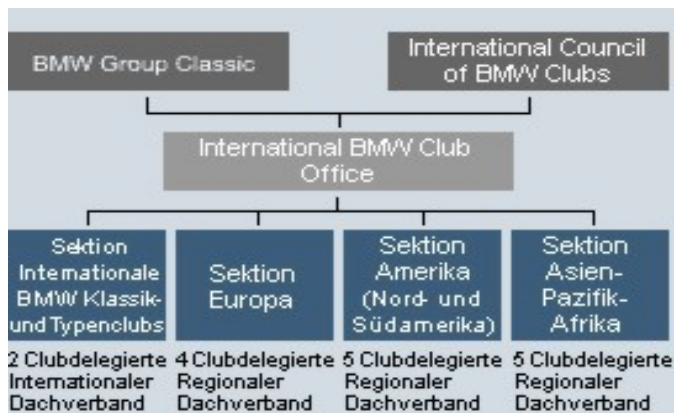 BMW Group Classic
International Council
of BMW Clubs
International BMW Club
Office
Sektion
Internationale
BMW Klassik-
und Typenclubs
Sektion
Europa
Sektion
Amerika
(Nord- und
Südamerika)
Sektion
Asien-
Pazifik-
Afrika
2 Clubdelegierte
Internationaler
Dachverband
4 Clubdelegierte
Regionaler
Dachverband
5 Clubdelegierte
Regionaler
Dachverband
5 Clubdelegierte
Regionaler
Dachverband